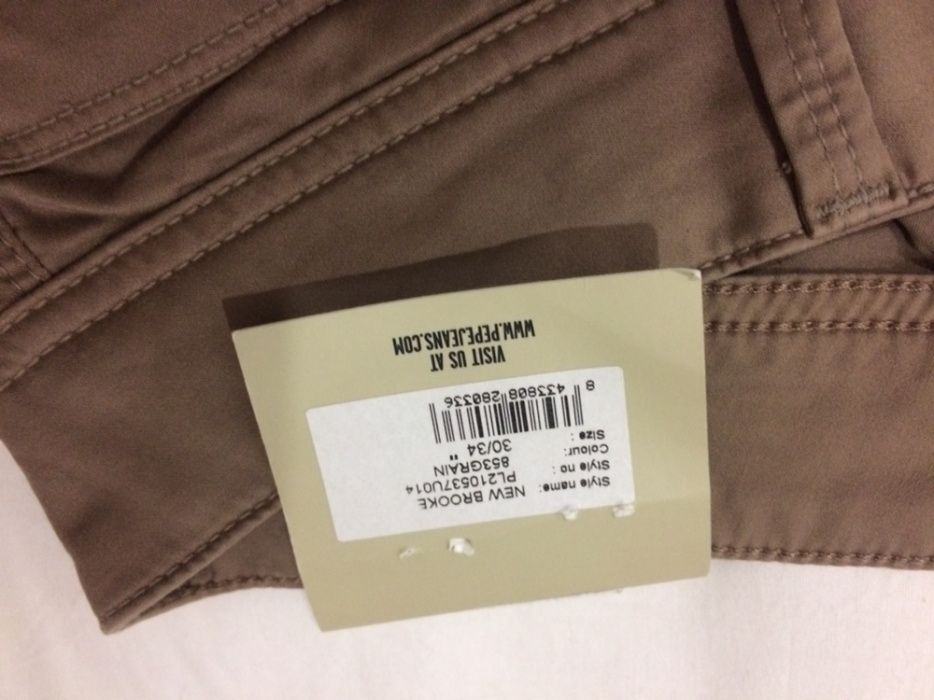 Style name: NEW BROOKE
Style no : PL210537U014
Colour: 853GRAIN
Size : 30/34 "
8 433808 280336
VISIT US AT
WWW.PEPEJEANS.COM